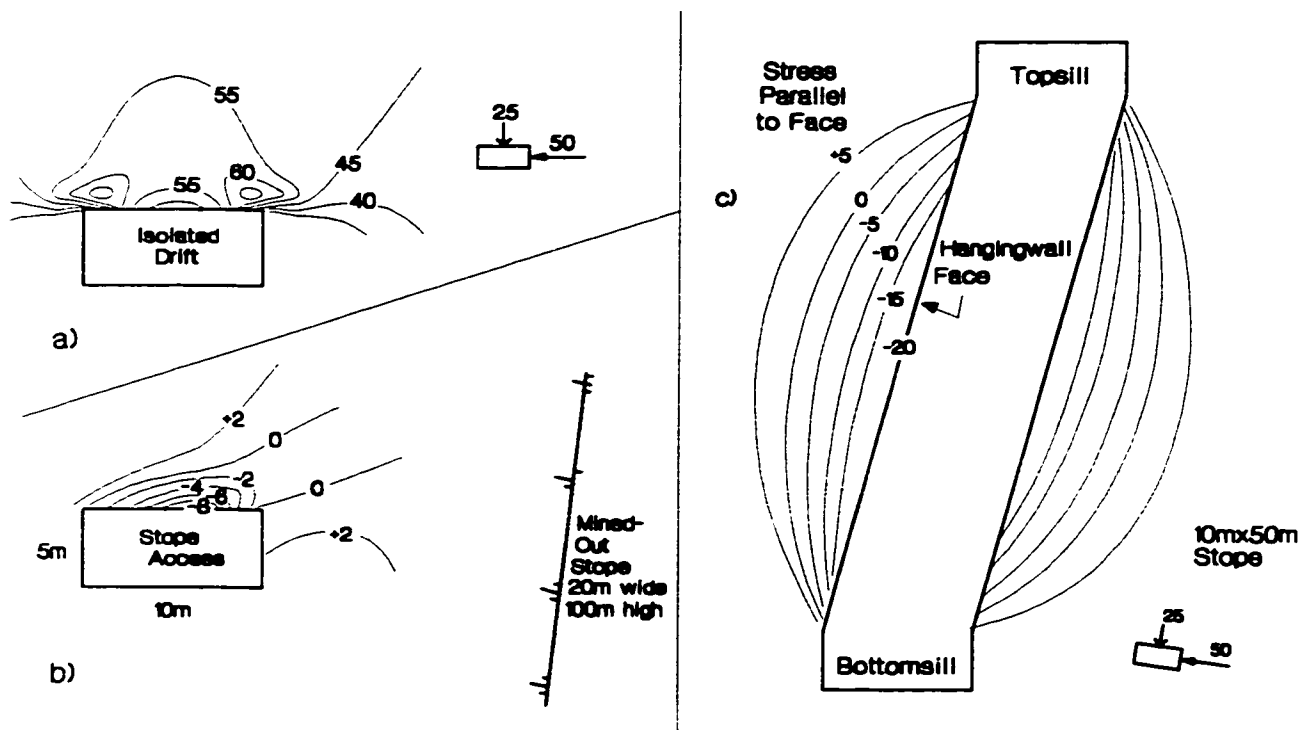 55
25
50
45
60
55
40
Isolated
Drift
a)
+2
0
-2
-4
-6
-8
0
Stope
Access
5m
+2
10m
b)
Mined-
Out
Stope
20m wide
100m high
Stress
Parallel
to Face
Topsill
+5
0
-5
-10
-15
-20
c)
Hangingwall
Face
10mx50m
Stope
25
50
Bottomsill